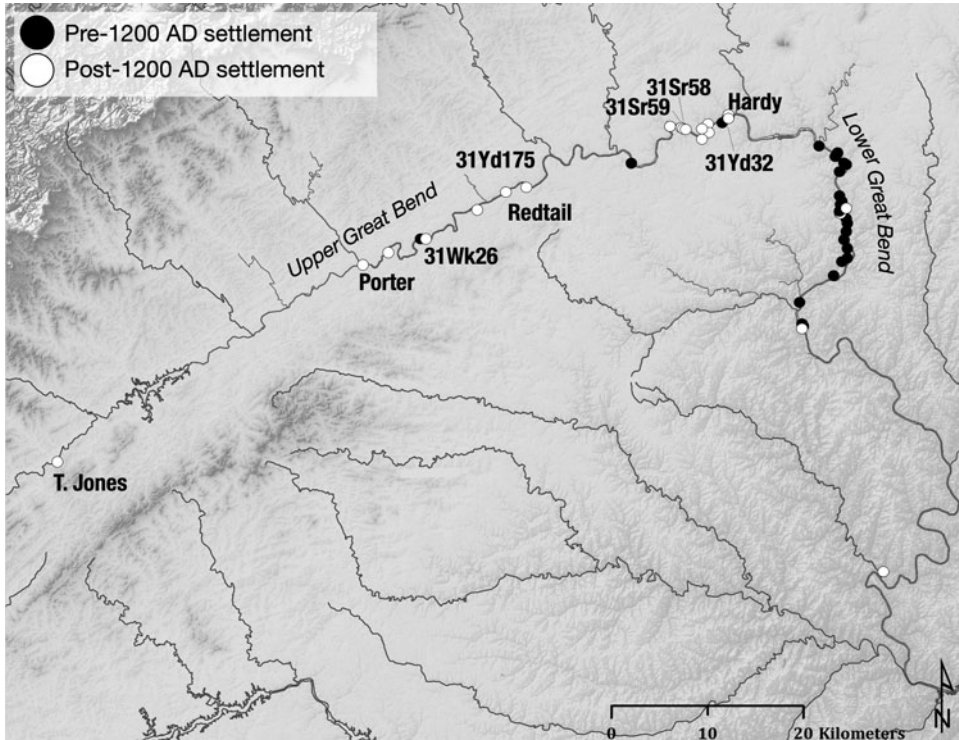 Pre-1200 AD settlement
Post-1200 AD settlement
31Sr58
31Sr59
Hardy
31Yd32
Lower Great Bend
31Yd175
Redtail
Upper Great Bend
31Wk26
Porter
T. Jones
N
0
10
20 Kilometers